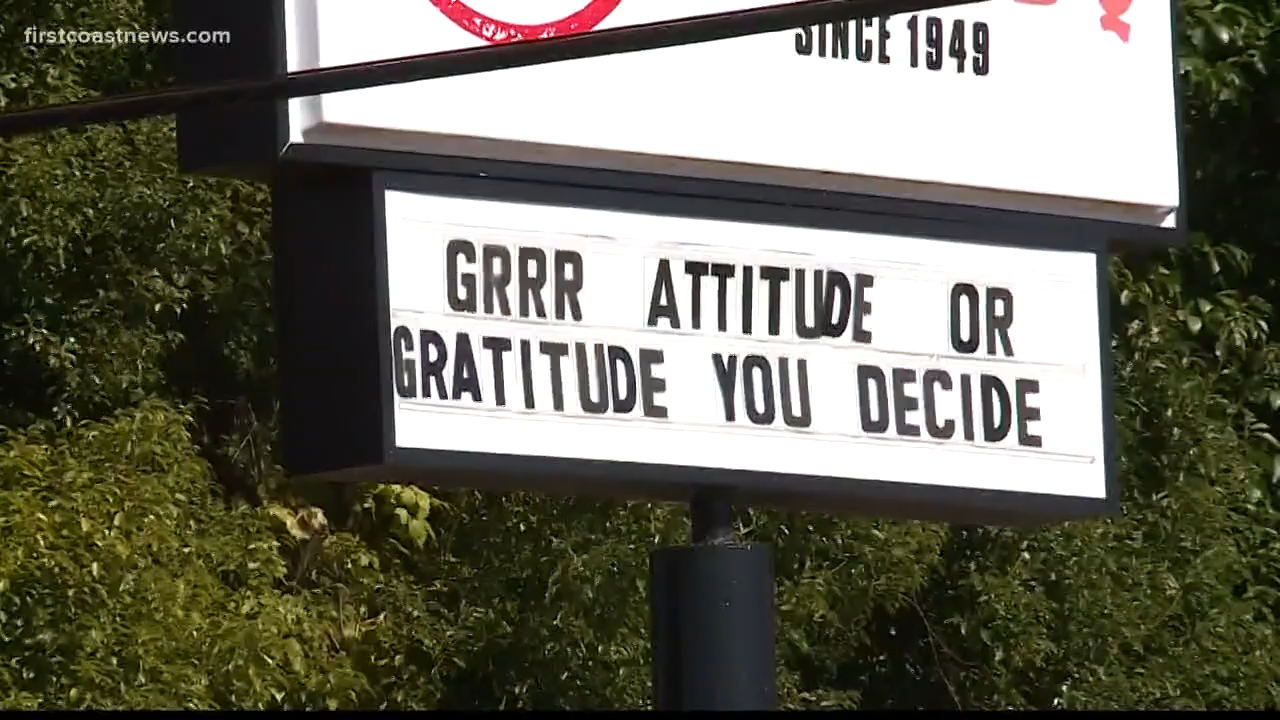 firstcoastnews.com
SINCE 1949
GRRR ATTITUDE OR
GRATITUDE YOU DECIDE